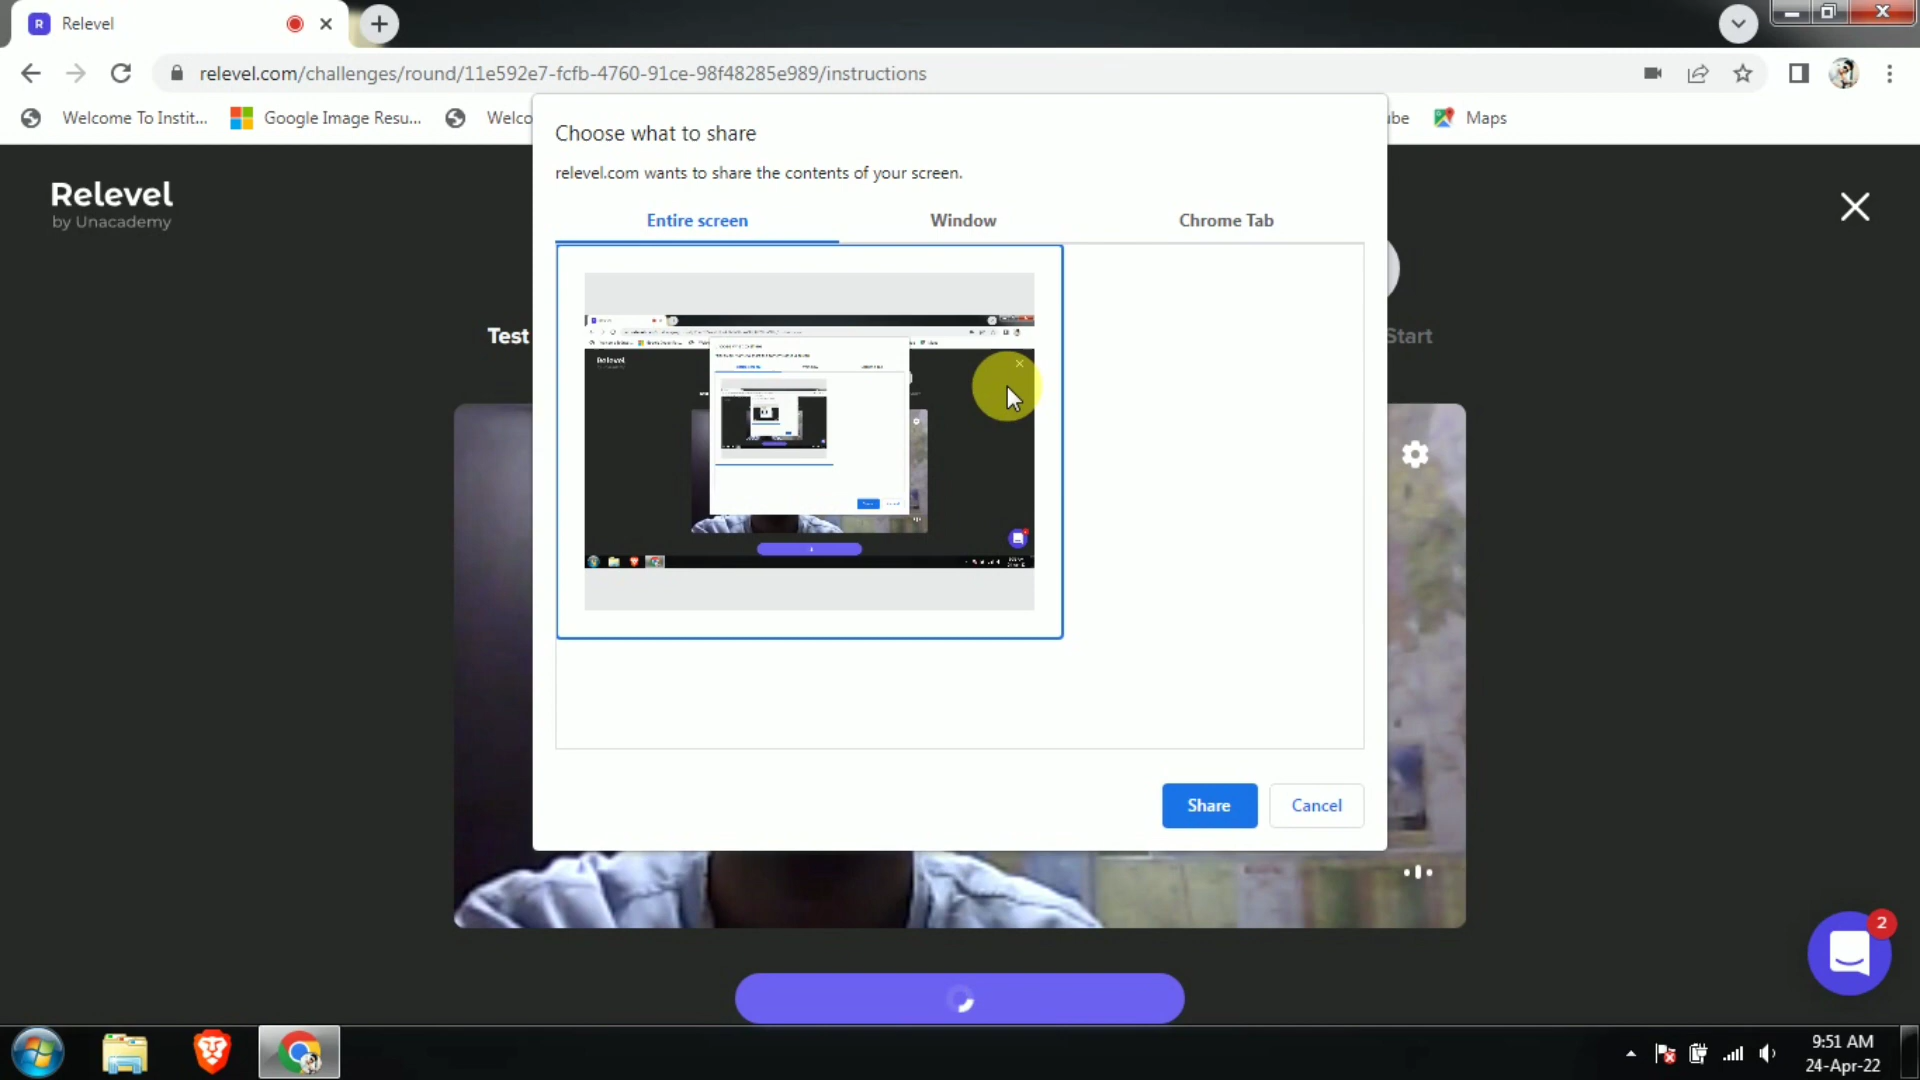 Relevel
relevel.com/challenges/round/11e592e7-fcfb-4760-91ce-98f48285e989/instructions
Welcome To Instit...
Google Image Resu...
Welco
be
Maps
Choose what to share
relevel.com wants to share the contents of your screen.
Entire screen
Window
Chrome Tab
Relevel
by Unacademy
Test
Start
Relevel
Share
Cancel
2
9:51 AM
24-Apr-22